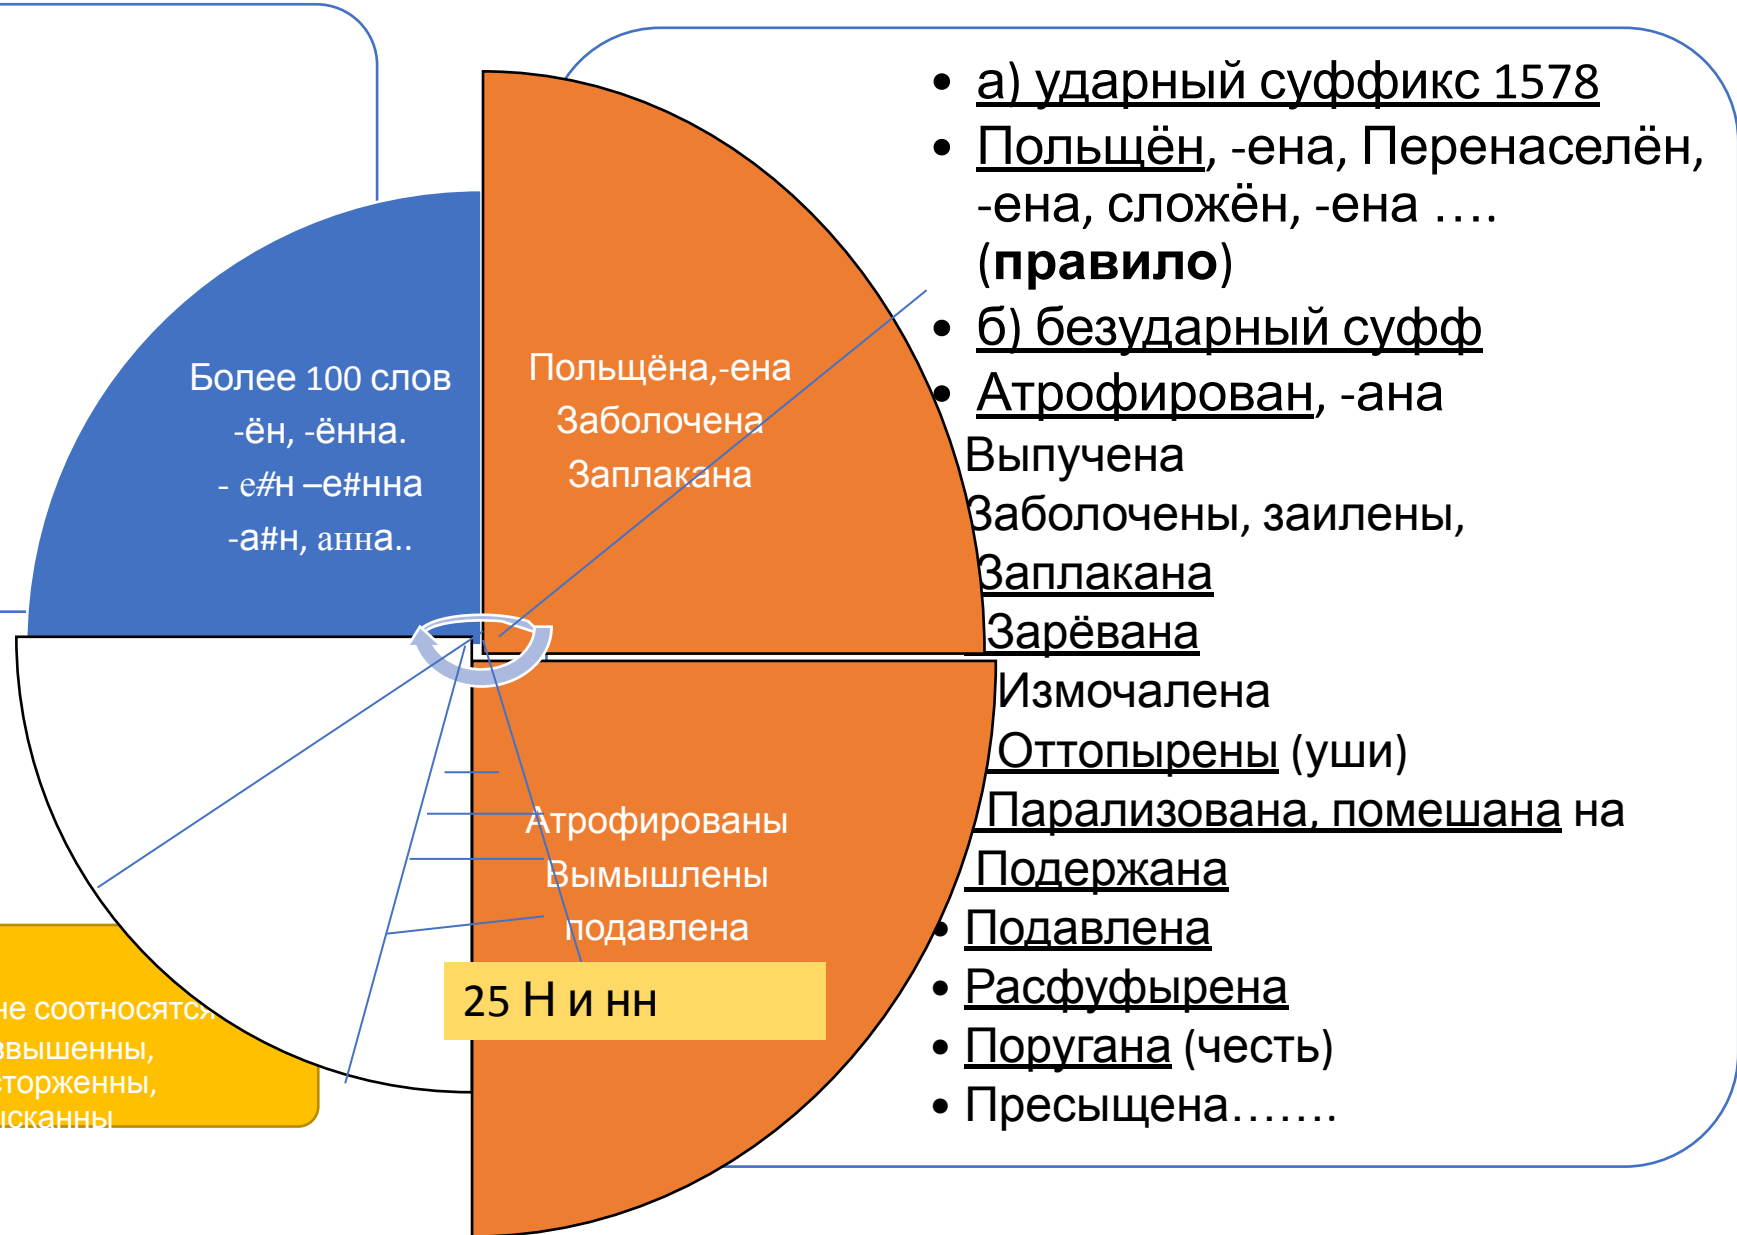 Более 100 слов
-ён, -ённа.
- е#н –е#нна
-а#н, анна..
Польщёна,-ена
Заболочена
Заплакана
Атрофированы
Вымышлены
подавлена
25 Н и нн
не соотносятся
ввышенны,
сторженны,
ысканны
• а) ударный суффикс 1578
• Польщён, -ена, Перенаселён,
-ена, сложён, -ена ….
(правило)
• б) безударный суфф
• Атрофирован, -ана
Выпучена
Заболочены, заилены,
Заплакана
Зарёвана
Измочалена
Оттопырены (уши)
Парализована, помешана на
Подержана
• Подавлена
• Расфуфырена
• Поругана (честь)
• Пресыщена…….